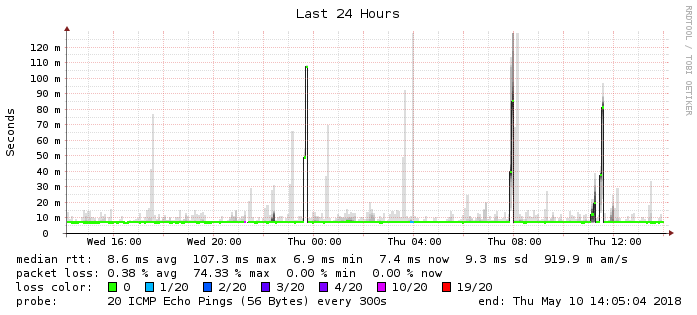 Last 24 Hours
RRDTOOL / TOBI OETIKER
Seconds
120 m
110 m
100 m
90 m
80 m
70 m
60 m
50 m
40 m
30 m
20 m
10 m
0
Wed 16:00 Wed 20:00 Thu 00:00 Thu 04:00 Thu 08:00 Thu 12:00
median rtt: 8.6 ms avg 107.3 ms max 6.9 ms min 7.4 ms now 9.3 ms sd 919.9 m am/s
packet loss: 0.38 % avg 74.33 % max 0.00 % min 0.00 % now
loss color: 0 1/20 2/20 3/20 4/20 10/20 19/20
probe: 20 ICMP Echo Pings (56 Bytes) every 300s end: Thu May 10 14:05:04 2018